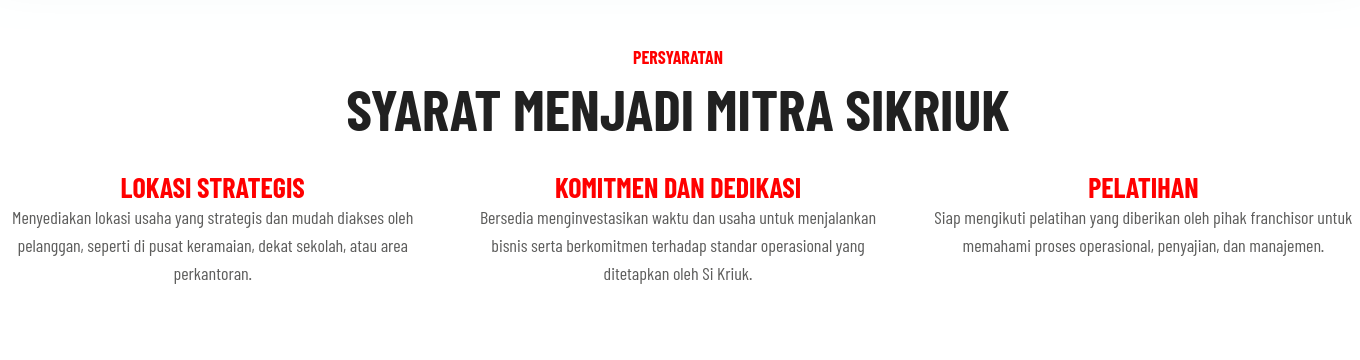 PERSYARATAN
SYARAT MENJADI MITRA SIKRIUK
LOKASI STRATEGIS
Menyediakan lokasi usaha yang strategis dan mudah diakses oleh
pelanggan, seperti di pusat keramaian, dekat sekolah, atau area
perkantoran.
KOMITMEN DAN DEDIKASI
Bersedia menginvestasikan waktu dan usaha untuk menjalankan
bisnis serta berkomitmen terhadap standar operasional yang
ditetapkan oleh Si Kriuk.
PELATIHAN
Siap mengikuti pelatihan yang diberikan oleh pihak franchisor untuk
memahami proses operasional, penyajian, dan manajemen.